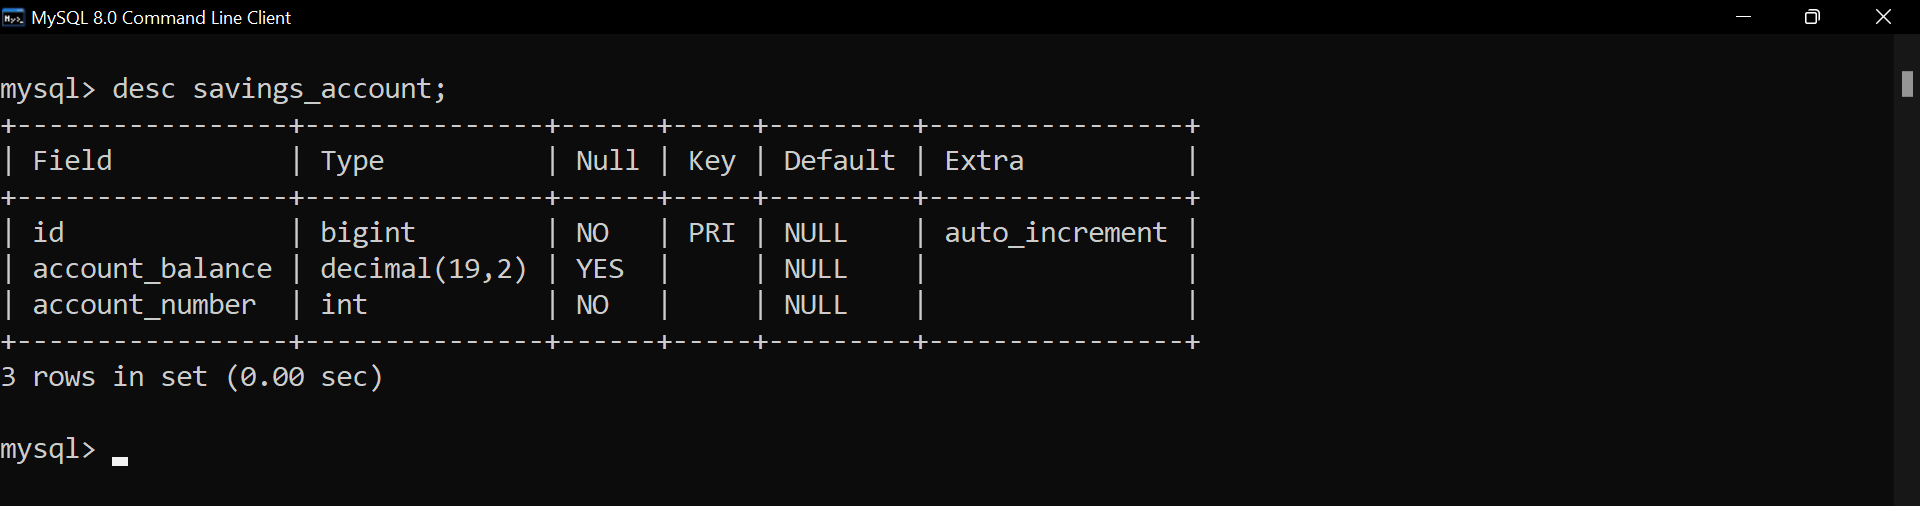 MySQL 8.0 Command Line Client
mysql> desc savings_account;
+-----------------+---------------+------+-----+---------+----------------+
| Field           | Type          | Null | Key | Default | Extra          |
+-----------------+---------------+------+-----+---------+----------------+
| id              | bigint        | NO   | PRI | NULL    | auto_increment |
| account_balance | decimal(19,2) | YES  |     | NULL    |                |
| account_number  | int           | NO   |     | NULL    |                |
+-----------------+---------------+------+-----+---------+----------------+
3 rows in set (0.00 sec)
mysql>